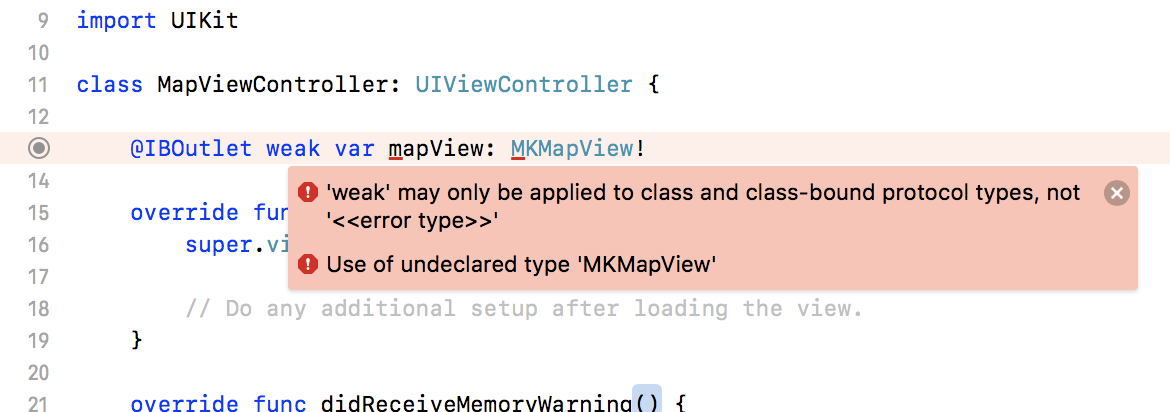 9 import UIKit
10
11 class MapViewController: UIViewController {
12
@IBOutlet weak var mapView: MKMapView!
'weak' may only be applied to class and class-bound protocol types, not
'<<error type>>'
Use of undeclared type 'MKMapView'
14
15 override fun
16 super.vi
17
18 // Do any additional setup after loading the view.
19 }
20
21 override func didReceiveMemoryWarning() {